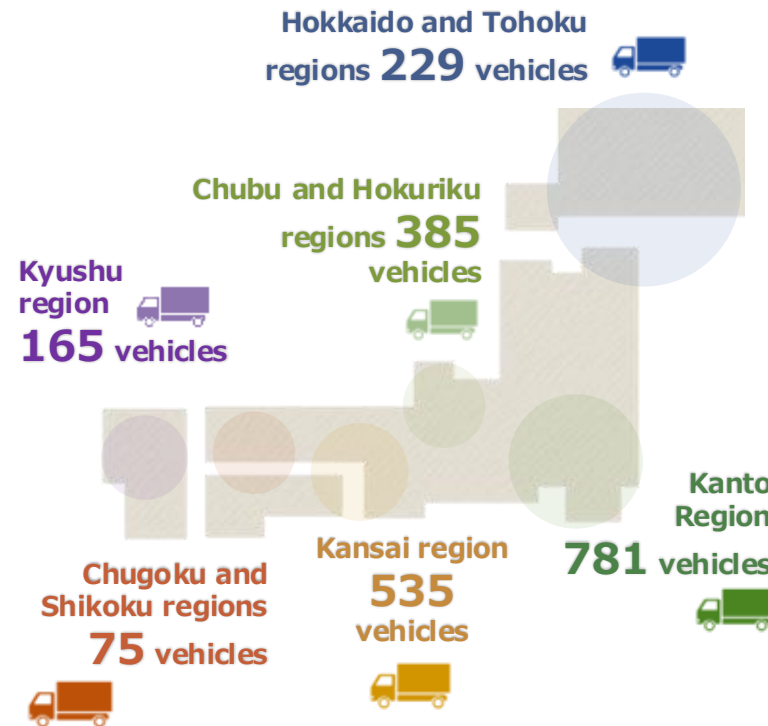 Hokkaido and Tohoku
regions 229 vehicles
Chubu and Hokuriku
regions 385
vehicles
Kyushu
region
165 vehicles
Kanto
Region
781 vehicles
Kansai region
535
vehicles
Chugoku and
Shikoku regions
75 vehicles